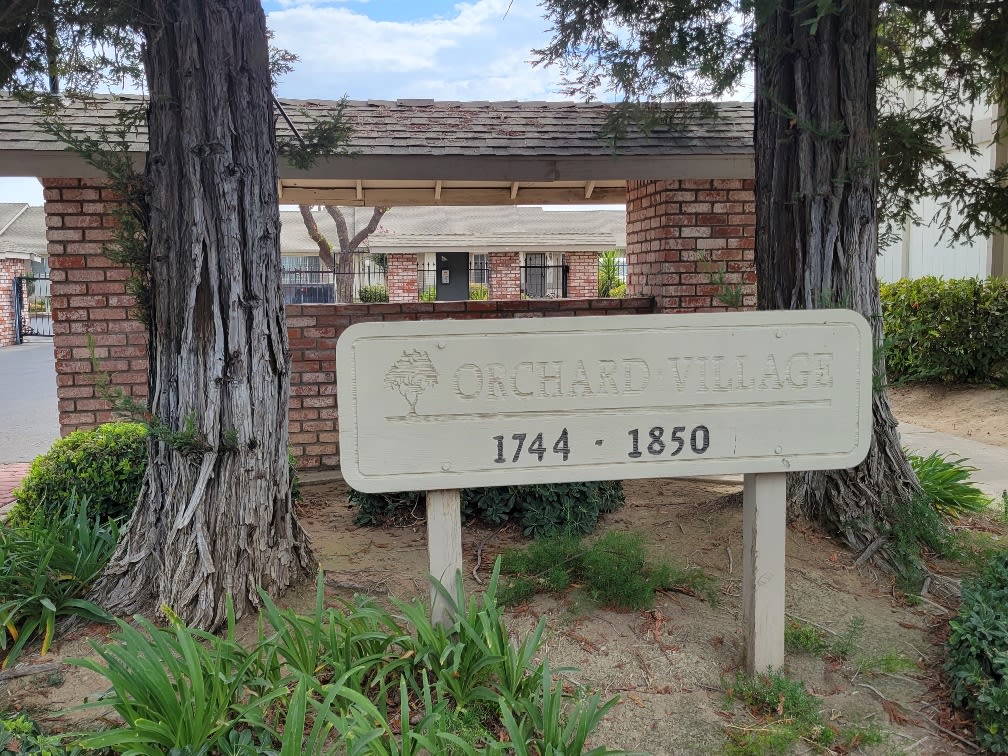 ORCHARD VILLAGE
1744 - 1850